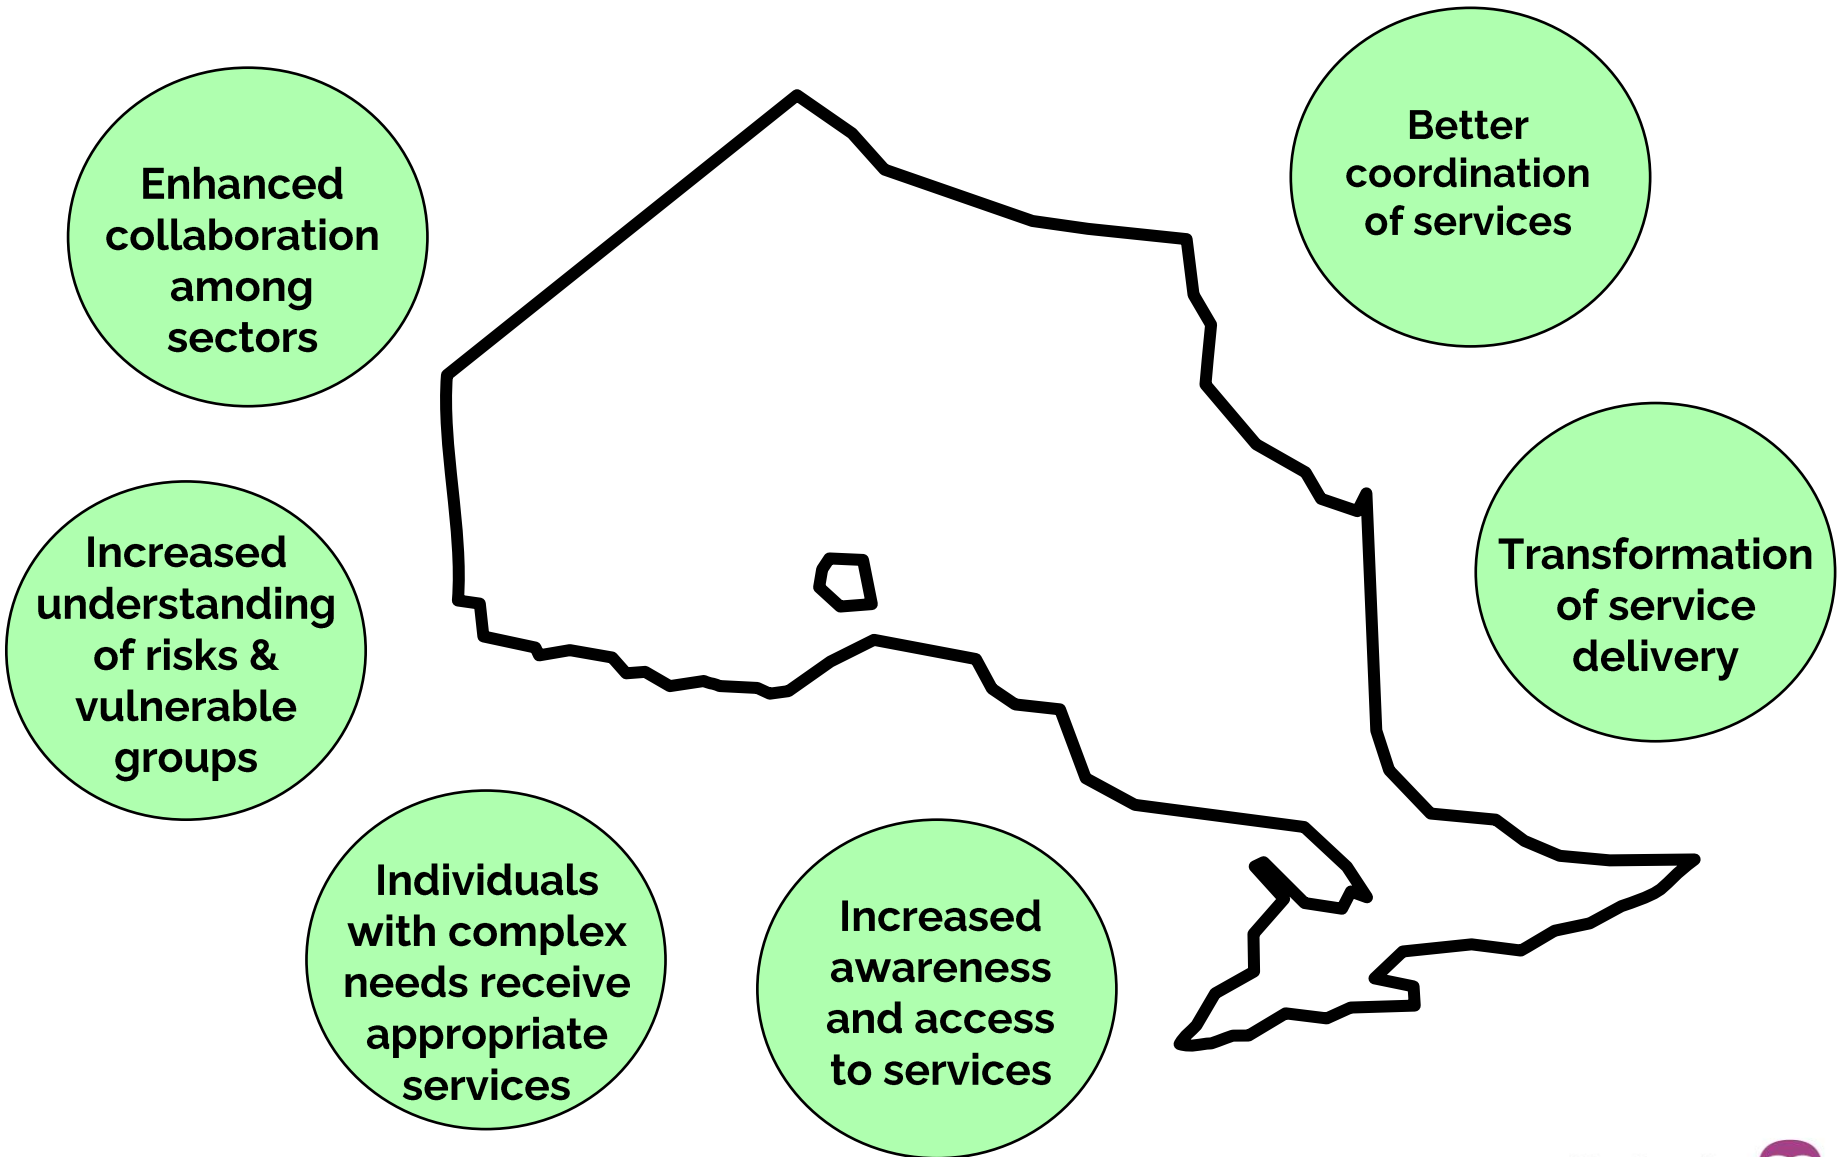 Enhanced
collaboration
among
sectors
Better
coordination
of services
Increased
understanding
of risks &
vulnerable
groups
Transformation
of service
delivery
Individuals
with complex
needs receive
appropriate
services
Increased
awareness
and access
to services